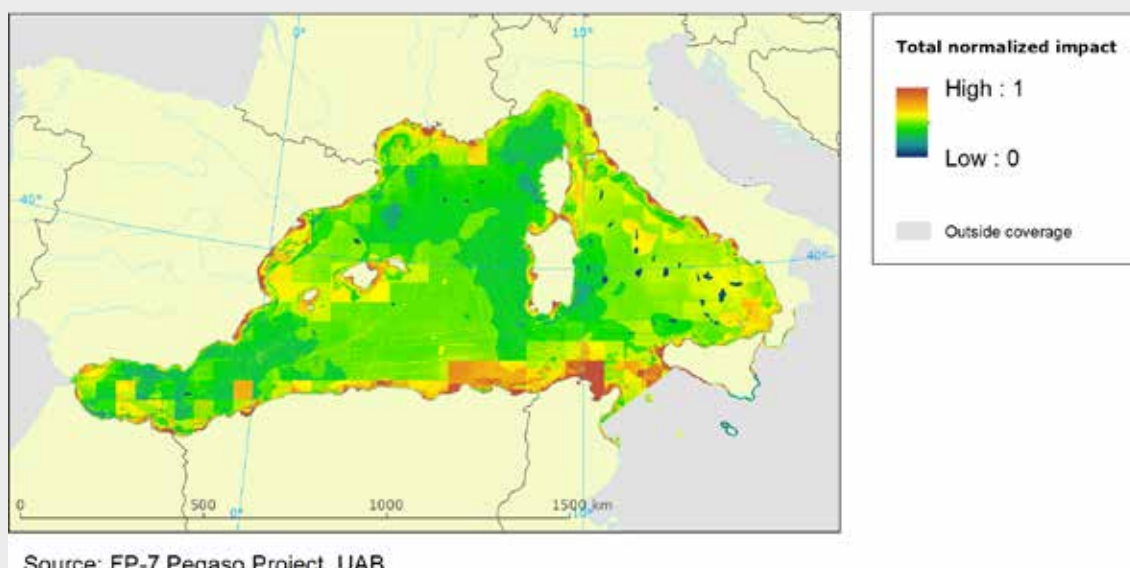 0°
10°
40°
40°
0
500
1000
1500 km
0°
10°
Total normalized impact
High : 1
Low : 0
Outside coverage
Source: FP-7 Pegaso Project, UAB